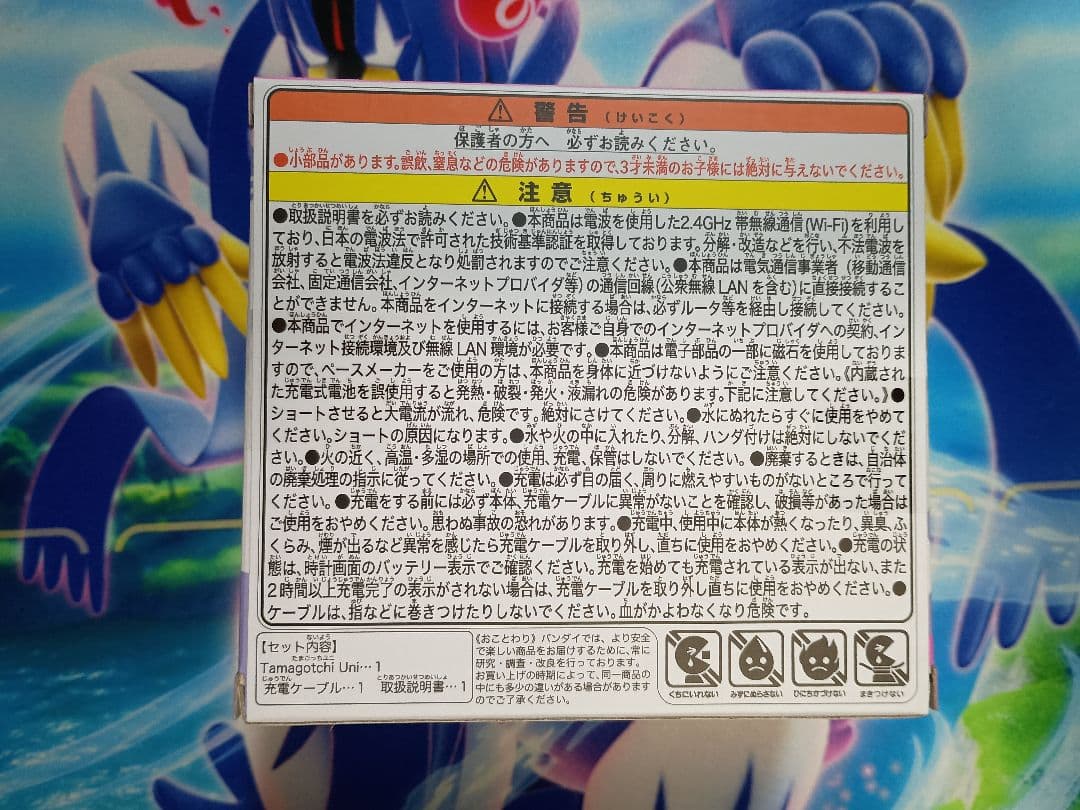 ⚠ 警告 (けいこく)
保護者の方へ 必ずお読みください。
●小部品があります。誤飲、窒息などの危険がありますので、3才未満のお子様には絶対に与えないでください。
⚠ 注意 (ちゅうい)
●取扱説明書を必ずお読みください。●本商品は電波を使用した2.4GHz 帯無線通信(Wi-Fi)を利用し
ており、日本の電波法で許可された技術基準認証を取得しております。分解・改造などを行い、不法電波を
放射すると電波法違反となり処罰されますのでご注意ください。●本商品は電気通信事業者（移動通信
会社、固定通信会社、インターネットプロバイダ等)の通信回線(公衆無線LANを含む)に直接接続するこ
とができません。本商品をインターネットに接続する場合は、必ずルータ等を経由し接続してください。
●本商品でインターネットを使用するには、お客様ご自身でのインターネットプロバイダへの契約、イン
ターネット接続環境及び無線 LAN 環境が必要です。●本商品は電子部品の一部に磁石を使用しておりま
すので、ペースメーカーをご使用の方は、本商品を身体に近づけないようにご注意ください。《内蔵され
た充電式電池を誤使用すると発熱・破裂・発火・液漏れの危険があります。下記に注意してください。》●
ショートさせると大電流が流れ、危険です。絶対にさけてください。●水にぬれたらすぐに使用をやめて
ください。ショートの原因になります。●水や火の中に入れたり、分解、ハンダ付けは絶対にしないでくだ
さい。●火の近く、高温・多湿の場所での使用、充電、保管はしないでください。●廃棄するときは、自治体
の廃棄処理の指示に従ってください。●充電は必ず目の届く、周りに燃えやすいものがないところで行って
ください。●充電をする前には必ず本体、充電ケーブルに異常がないことを確認し、破損等があった場合は
ご使用をおやめください。思わぬ事故の恐れがあります。●充電中、使用中に本体が熱くなったり、異臭、ふ
くらみ、煙が出るなど異常を感じたら充電ケーブルを取り外し、直ちに使用をおやめください。●充電の状
態は、時計画面のバッテリー表示でご確認ください。充電を始めても充電されている表示が出ない、また
2時間以上充電完了の表示がされない場合は、充電ケーブルを取り外し直ちに使用をおやめください。●
ケーブルは、指などに巻きつけたりしないでください。血がかよわなくなり危険です。
【セット内容】
Tamagotchi Uni…1
充電ケーブル…1 取扱説明書…1
《おことわり》バンダイでは、より安全
で楽しい商品をお届けするために、常に
研究・調査・改良を行っております。
お買い上げの時期によって、同一商品の
中にも多少の違いがある場合があります
のでご了承ください。
くちにいれない みずにぬらさない ひにちかづけない まきつけない